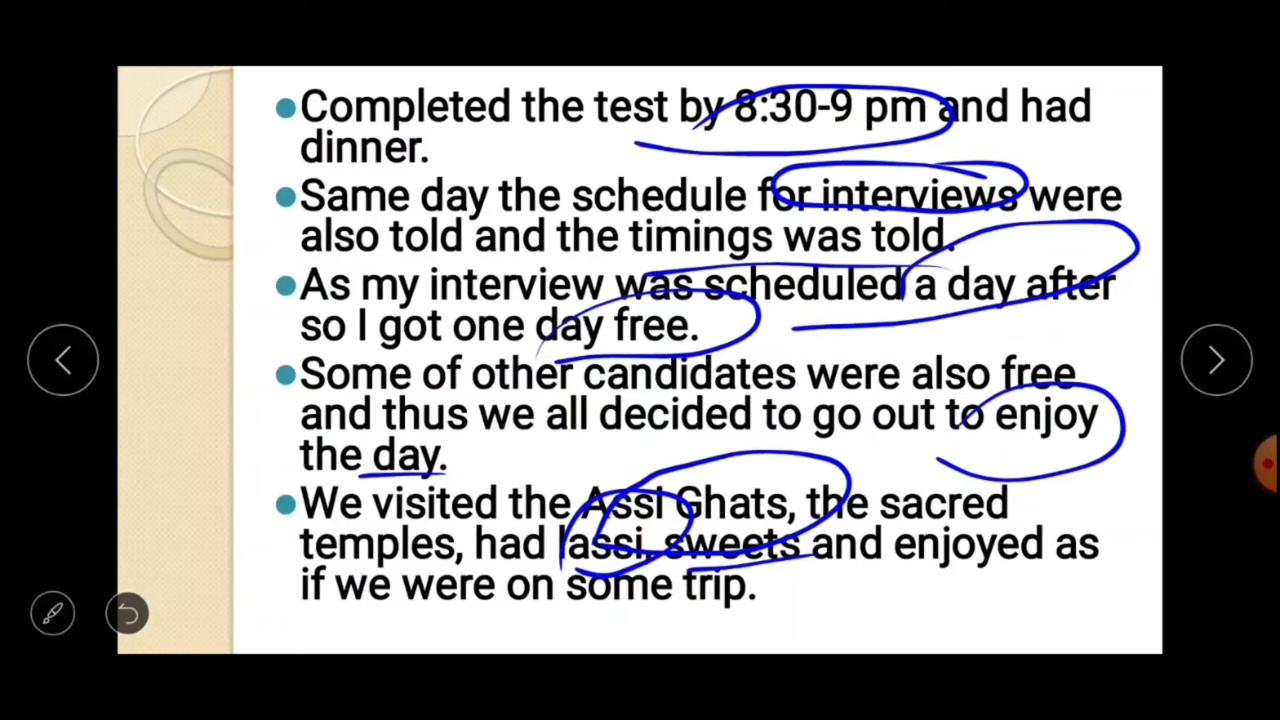 •Completed the test by 8:30-9 pm and had
dinner.
•Same day the schedule for interviews were
also told and the timings was told.
•As my interview was scheduled a day after
so I got one day free.
•Some of other candidates were also free
and thus we all decided to go out to enjoy
the day.
•We visited the Assi Ghats, the sacred
temples, had lassi, sweets and enjoyed as
if we were on some trip.